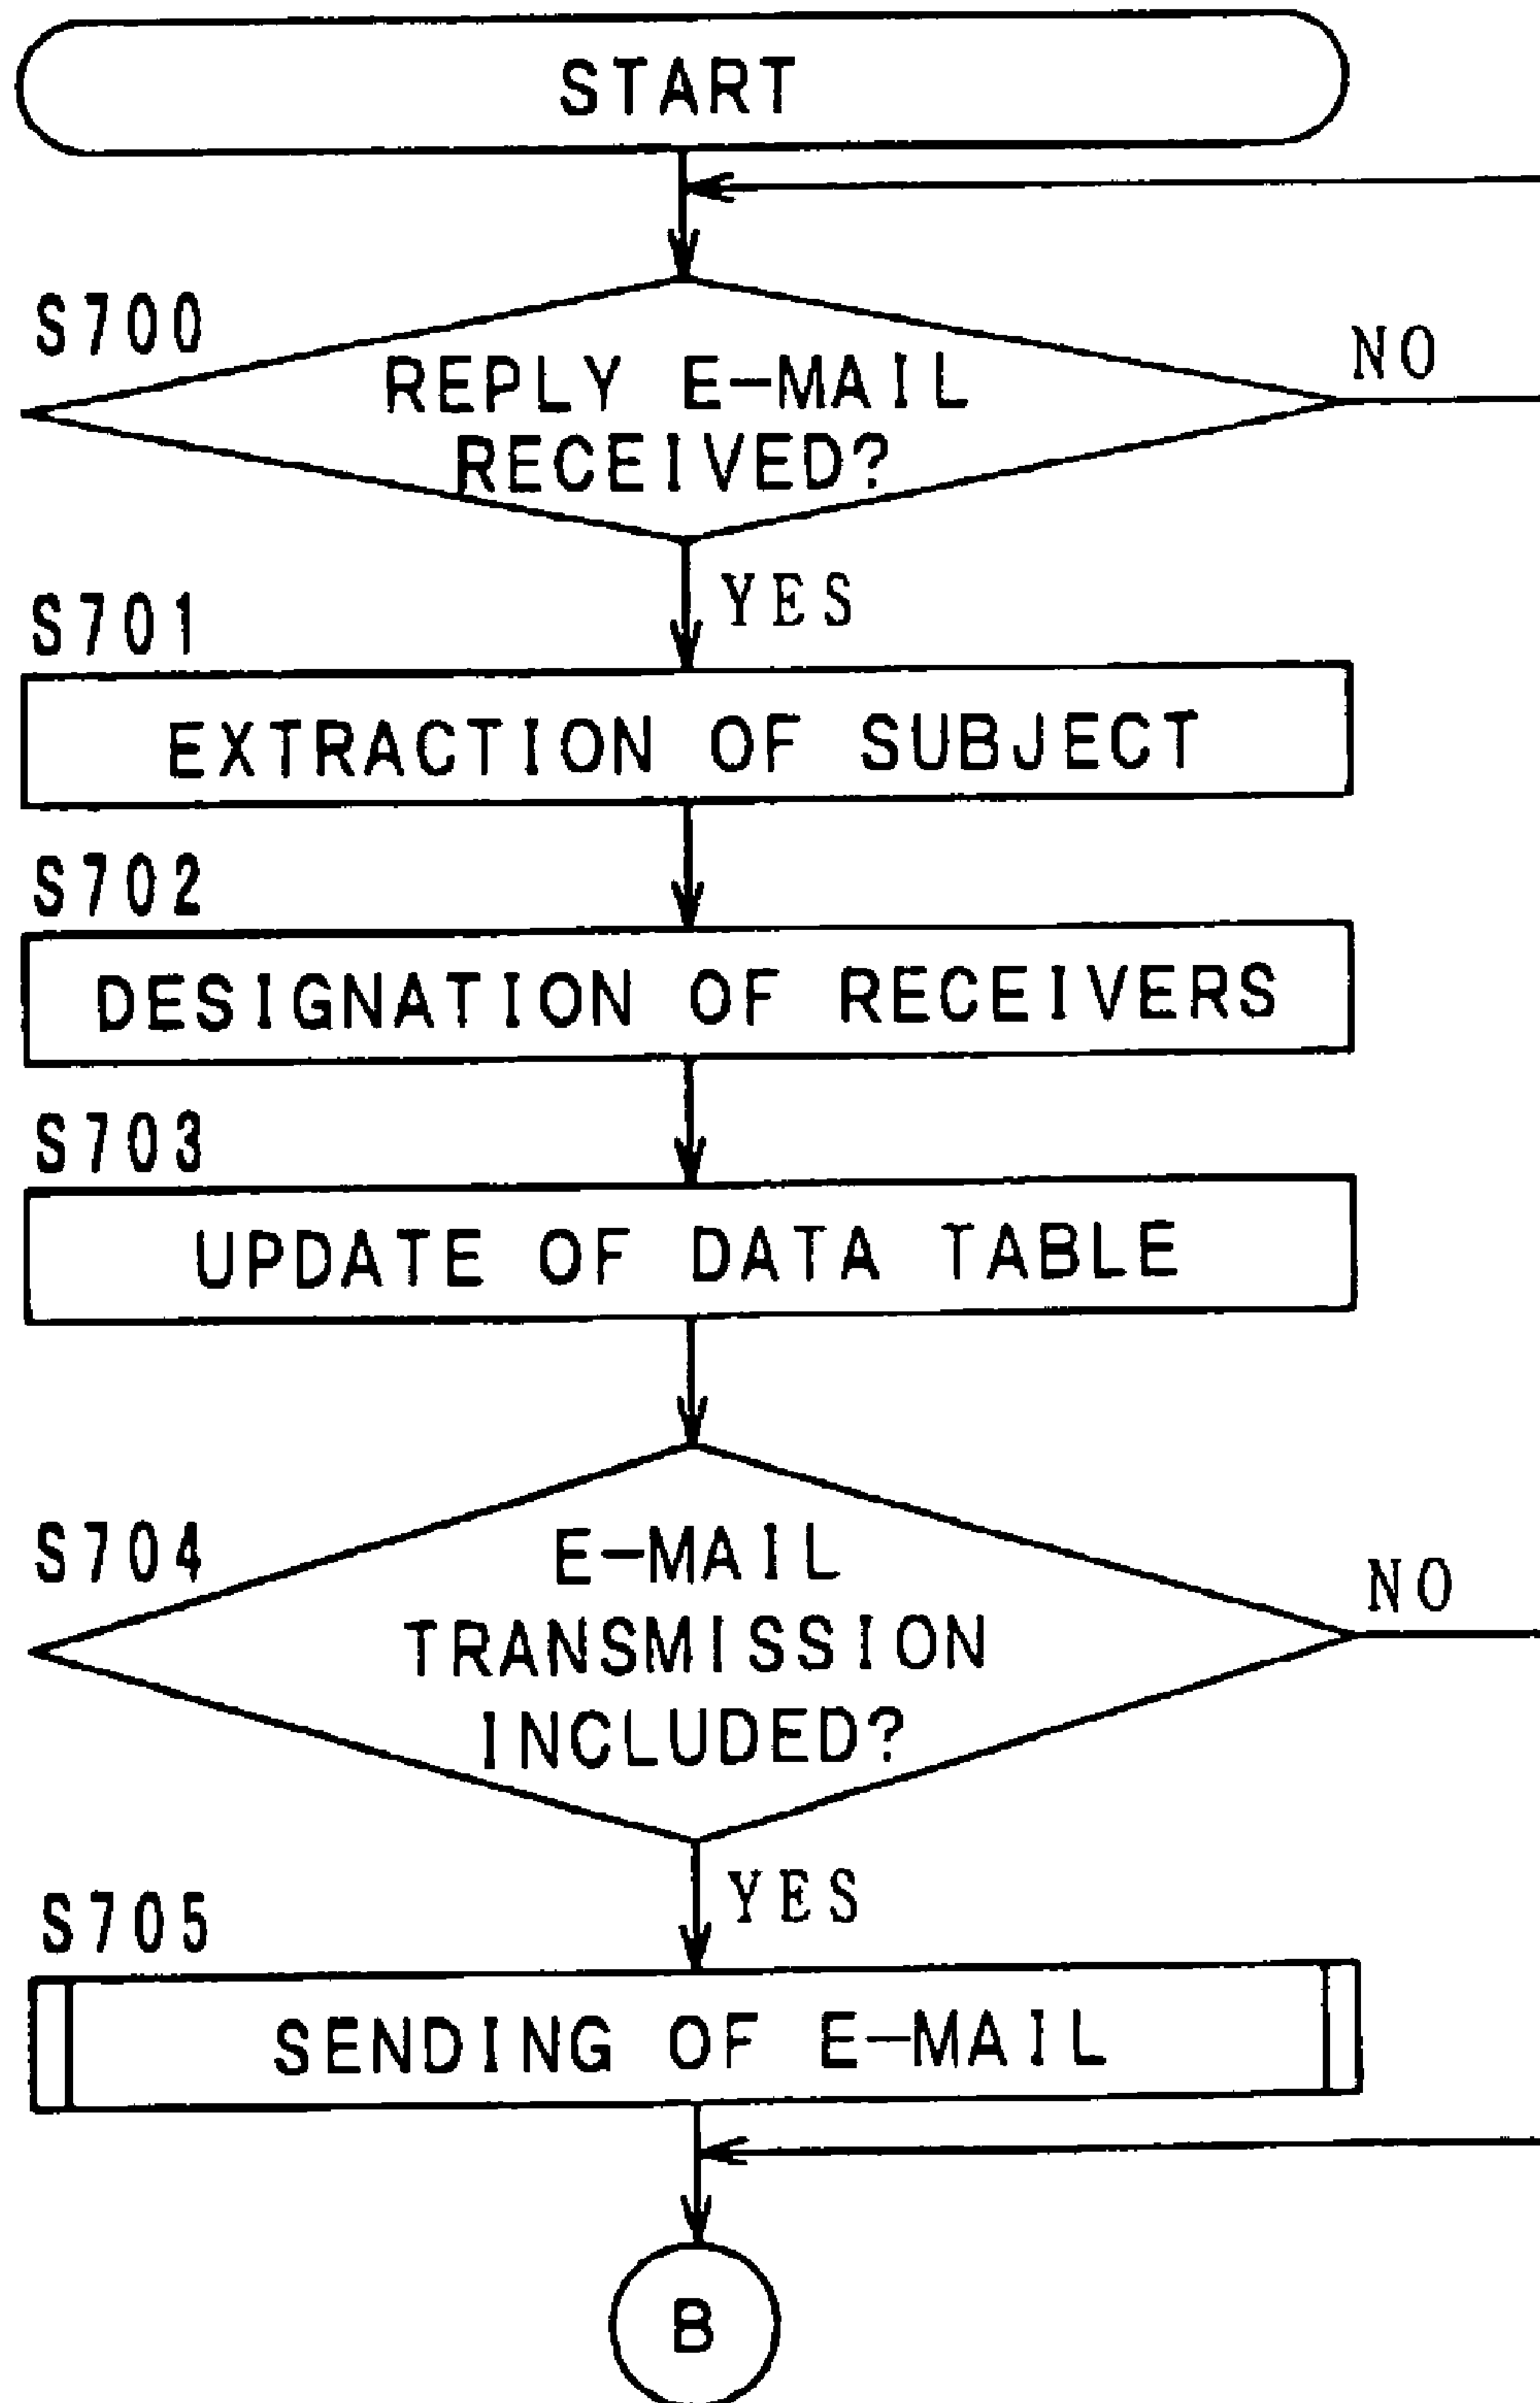 START
S700
REPLY E-MAIL
RECEIVED?
NO
YES
S701
EXTRACTION OF SUBJECT
S702
DESIGNATION OF RECEIVERS
S703
UPDATE OF DATA TABLE
S704
E-MAIL
TRANSMISSION
INCLUDED?
NO
YES
S705
SENDING OF E-MAIL
B